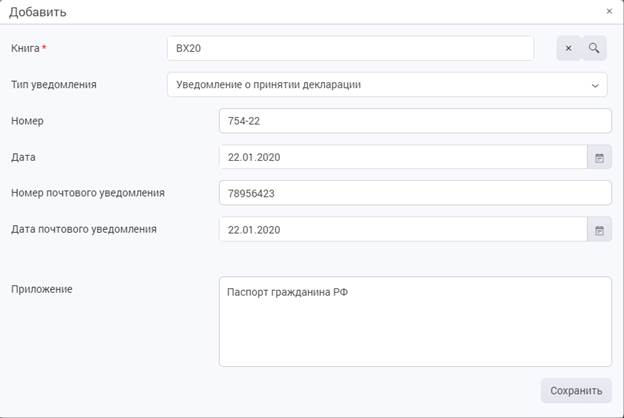 Добавить
Книга * ВХ20
Тип уведомления Уведомление о принятии декларации
Номер 754-22
Дата 22.01.2020
Номер почтового уведомления 78956423
Дата почтового уведомления 22.01.2020
Приложение Паспорт гражданина РФ
Сохранить